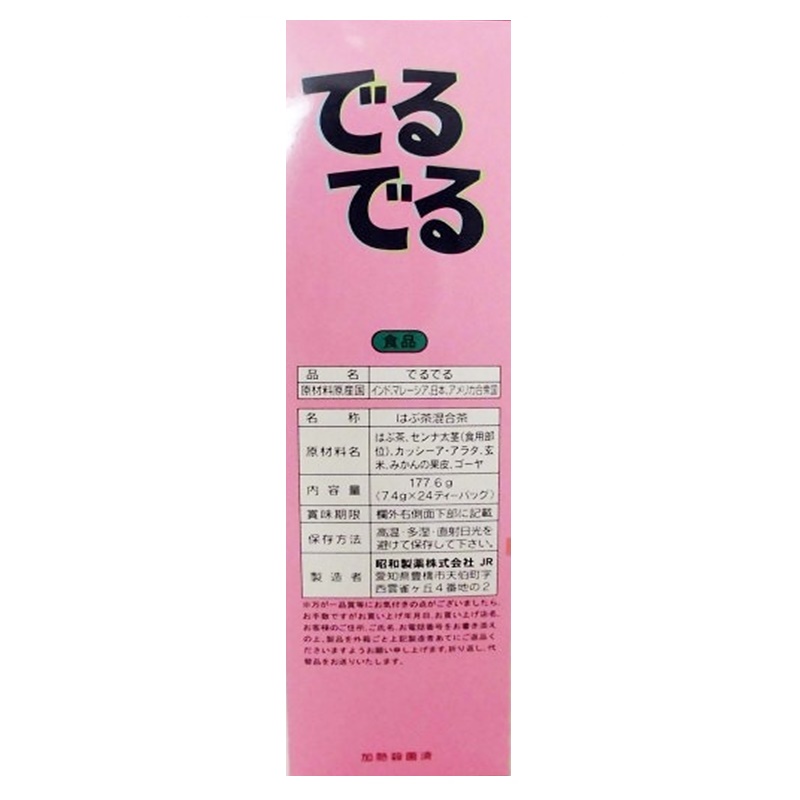 でる
でる
食品
品名 でるでる
原材料原産国 インド、マレーシア、日本、アメリカ合衆国
名称 はぶ茶混合茶
原材料名 はぶ茶、センナ太茎(食用部
位)、カッシーア・アラタ、玄
米、みかんの果皮、ゴーヤ
内容量 177.6g
(7.4g×24ティーバッグ)
賞味期限 欄外右側面下部に記載
保存方法 高温・多湿・直射日光を
避けて保存して下さい。
製造者 昭和製薬株式会社 JR
愛知県豊橋市天伯町字
西雲雀ヶ丘4番地の2
※万が一品質等にお気付きの点がございましたら、
お手数ですがお買い上げ年月日、お買い上げ店名、
お客様のご住所、ご氏名、お電話番号をお書き添え
の上、製品を外箱ごと上記製造者あてにご返品く
ださいますようお願い申し上げます。折り返し、代
替品をお送りいたします。
加熱殺菌済